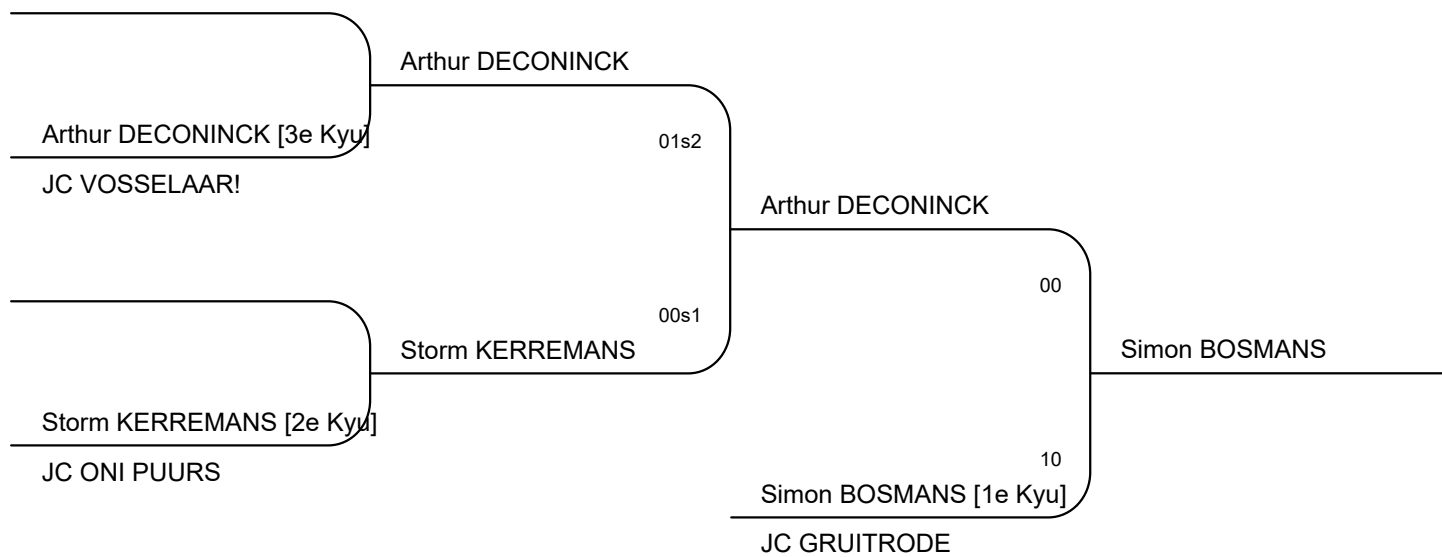 Arthur DECONINCK
Arthur DECONINCK [3e Kyu]
01s2
JC VOSSELAAR!
Arthur DECONINCK
00
00s1
Storm KERREMANS
Simon BOSMANS
Storm KERREMANS [2e Kyu]
JC ONI PUURS
10
Simon BOSMANS [1e Kyu]
JC GRUITRODE